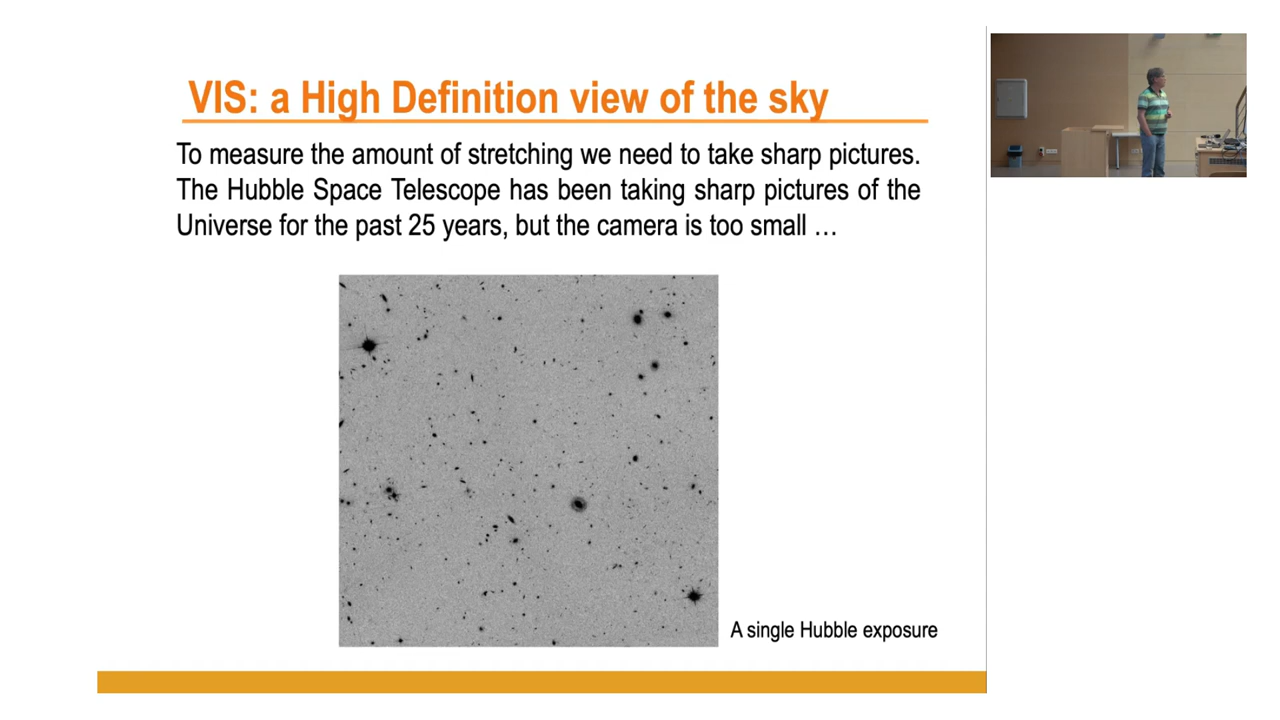 VIS: a High Definition view of the sky
To measure the amount of stretching we need to take sharp pictures.
The Hubble Space Telescope has been taking sharp pictures of the
Universe for the past 25 years, but the camera is too small …
A single Hubble exposure